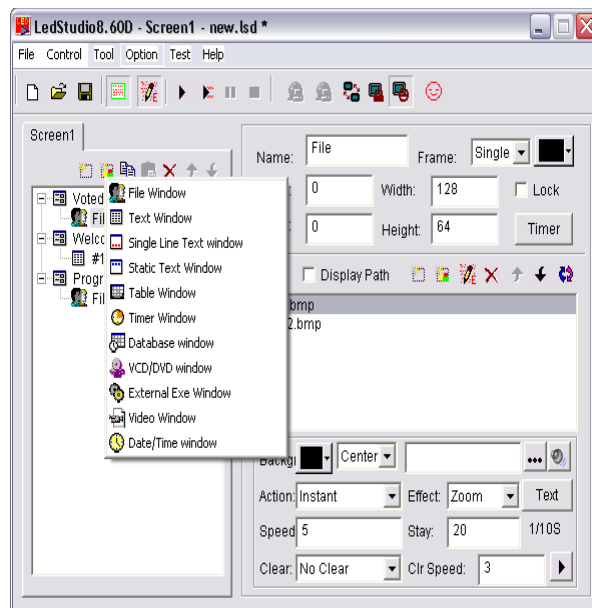 LedStudio8.60D - Screen1 - new.lsd *
File Control Tool Option Test Help
Screen1
Voted
Fil
Welco
#1
Progr
Fil
File Window
Text Window
Single Line Text window
Static Text Window
Table Window
Timer Window
Database window
VCD/DVD window
External Exe Window
Video Window
Date/Time window
Name: File Frame: Single
0 Width: 128 Lock
0 Height: 64 Timer
Display Path
bmp
2.bmp
Backgr Center ...
Action: Instant Effect: Zoom Text
Speed 5 Stay: 20 1/10S
Clear: No Clear Clr Speed: 3